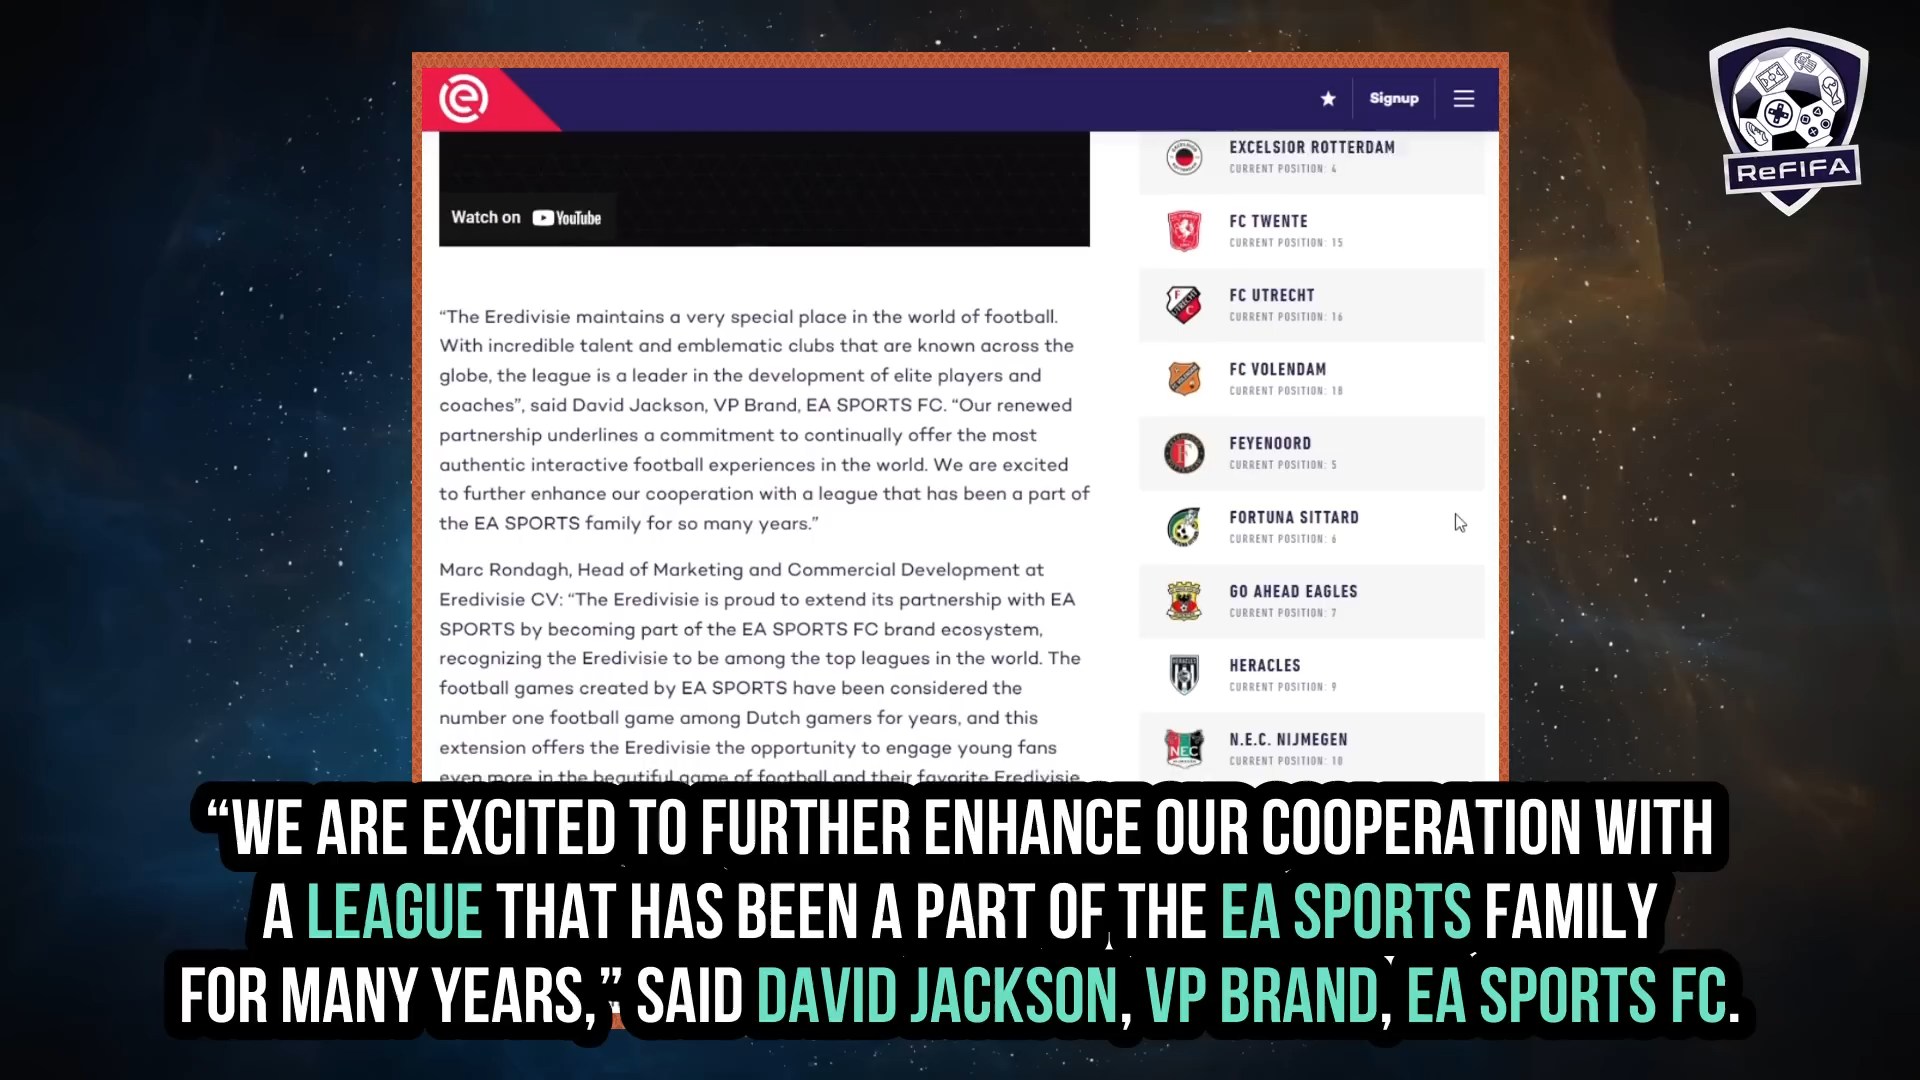 Signup
ReFIFA
Watch on YouTube
“The Eredivisie maintains a very special place in the world of football.
With incredible talent and emblematic clubs that are known across the
globe, the league is a leader in the development of elite players and
coaches”, said David Jackson, VP Brand, EA SPORTS FC. “Our renewed
partnership underlines a commitment to continually offer the most
authentic interactive football experiences in the world. We are excited
to further enhance our cooperation with a league that has been a part of
the EA SPORTS family for so many years.”
Marc Rondagh, Head of Marketing and Commercial Development at
Eredivisie CV: “The Eredivisie is proud to extend its partnership with EA
SPORTS by becoming part of the EA SPORTS FC brand ecosystem,
recognizing the Eredivisie to be among the top leagues in the world. The
football games created by EA SPORTS have been considered the
number one football game among Dutch gamers for years, and this
extension offers the Eredivisie the opportunity to engage young fans
even more in the beautiful game of football and their favorite Eredivisie
EXCELSIOR ROTTERDAM
CURRENT POSITION: 4
FC TWENTE
CURRENT POSITION: 15
FC UTRECHT
CURRENT POSITION: 16
FC VOLENDAM
CURRENT POSITION: 18
FEYENOORD
CURRENT POSITION: 5
FORTUNA SITTARD
CURRENT POSITION: 6
GO AHEAD EAGLES
CURRENT POSITION: 7
HERACLES
CURRENT POSITION: 9
N.E.C. NIJMEGEN
CURRENT POSITION: 10
“WE ARE EXCITED TO FURTHER ENHANCE OUR COOPERATION WITH
A LEAGUE THAT HAS BEEN A PART OF THE EA SPORTS FAMILY
FOR MANY YEARS,” SAID DAVID JACKSON, VP BRAND, EA SPORTS FC.